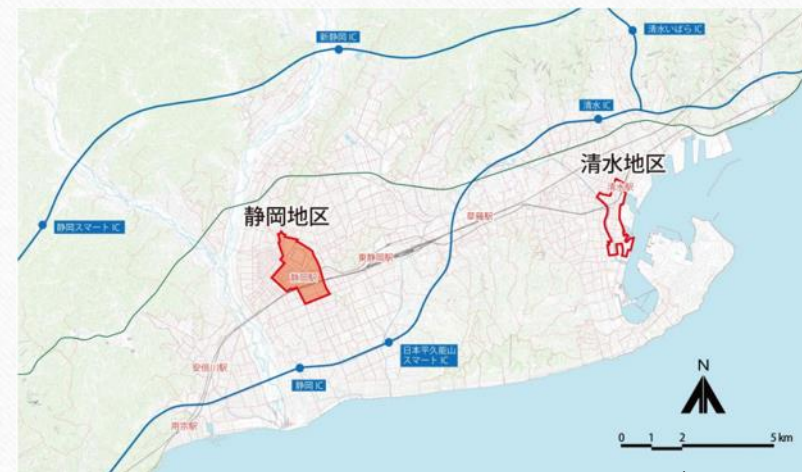 新静岡 IC
清水いはら IC
清水 IC
清水地区
清水駅
静岡地区
草薙駅
静岡スマート IC
東静岡駅
静岡駅
日本平久能山
スマート IC
安倍川駅
静岡 IC
用宗駅
N
0 1 2 5 km